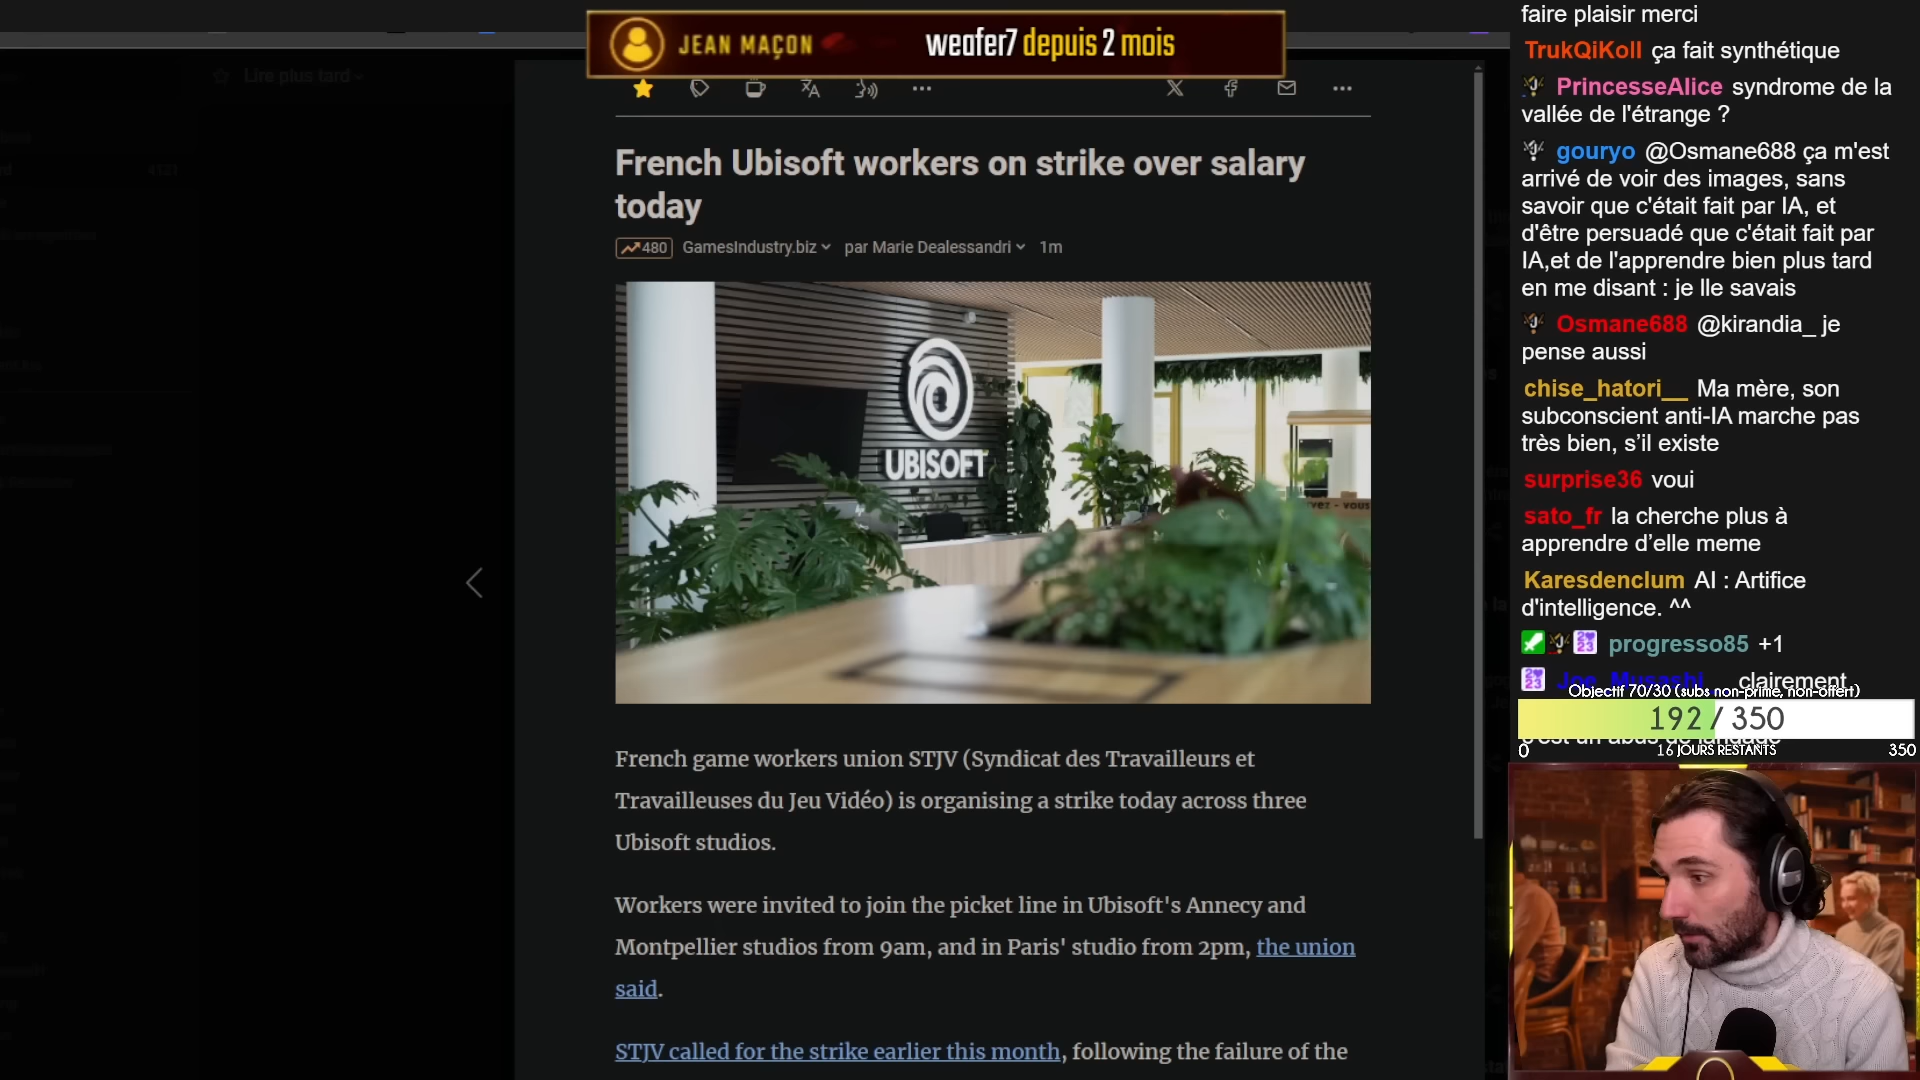 JEAN MAÇON
weafer7 depuis 2 mois
Lire plus tard
4121
French Ubisoft workers on strike over salary
today
480 GamesIndustry.biz par Marie Dealessandri 1m
UBISOFT
French game workers union STJV (Syndicat des Travailleurs et
Travailleuses du Jeu Vidéo) is organising a strike today across three
Ubisoft studios.
Workers were invited to join the picket line in Ubisoft's Annecy and
Montpellier studios from 9am, and in Paris' studio from 2pm, the union
said.
STJV called for the strike earlier this month, following the failure of the
faire plaisir merci
TrukQiKoll ça fait synthétique
PrincesseAlice syndrome de la
vallée de l'étrange ?
gouryo @Osmane688 ça m'est
arrivé de voir des images, sans
savoir que c'était fait par IA, et
d'être persuadé que c'était fait par
IA,et de l'apprendre bien plus tard
en me disant : je lle savais
Osmane688 @kirandia_ je
pense aussi
chise_hatori__ Ma mère, son
subconscient anti-IA marche pas
très bien, s’il existe
surprise36 voui
sato_fr la cherche plus à
apprendre d’elle meme
Karesdenclum AI : Artifice
d'intelligence. ^^
progresso85 +1
clairement
Objectif 70/30 (subs non-prime, non-offert)
192 / 350
0 16 JOURS RESTANTS 350